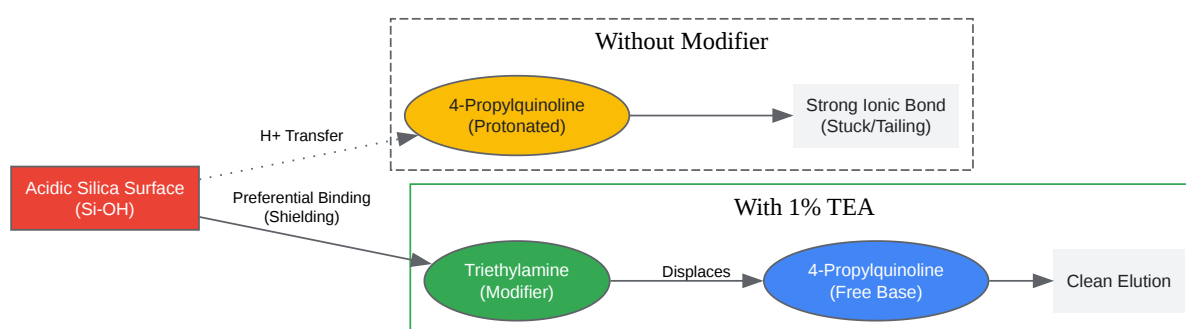 Without Modifier
4-Propylquinoline
(Protonated)
Strong Ionic Bond
(Stuck/Tailing)
H+ Transfer
Acidic Silica Surface
(Si-OH)
Preferential Binding
(Shielding)
With 1% TEA
Triethylamine
(Modifier)
Displaces
4-Propylquinoline
(Free Base)
Clean Elution